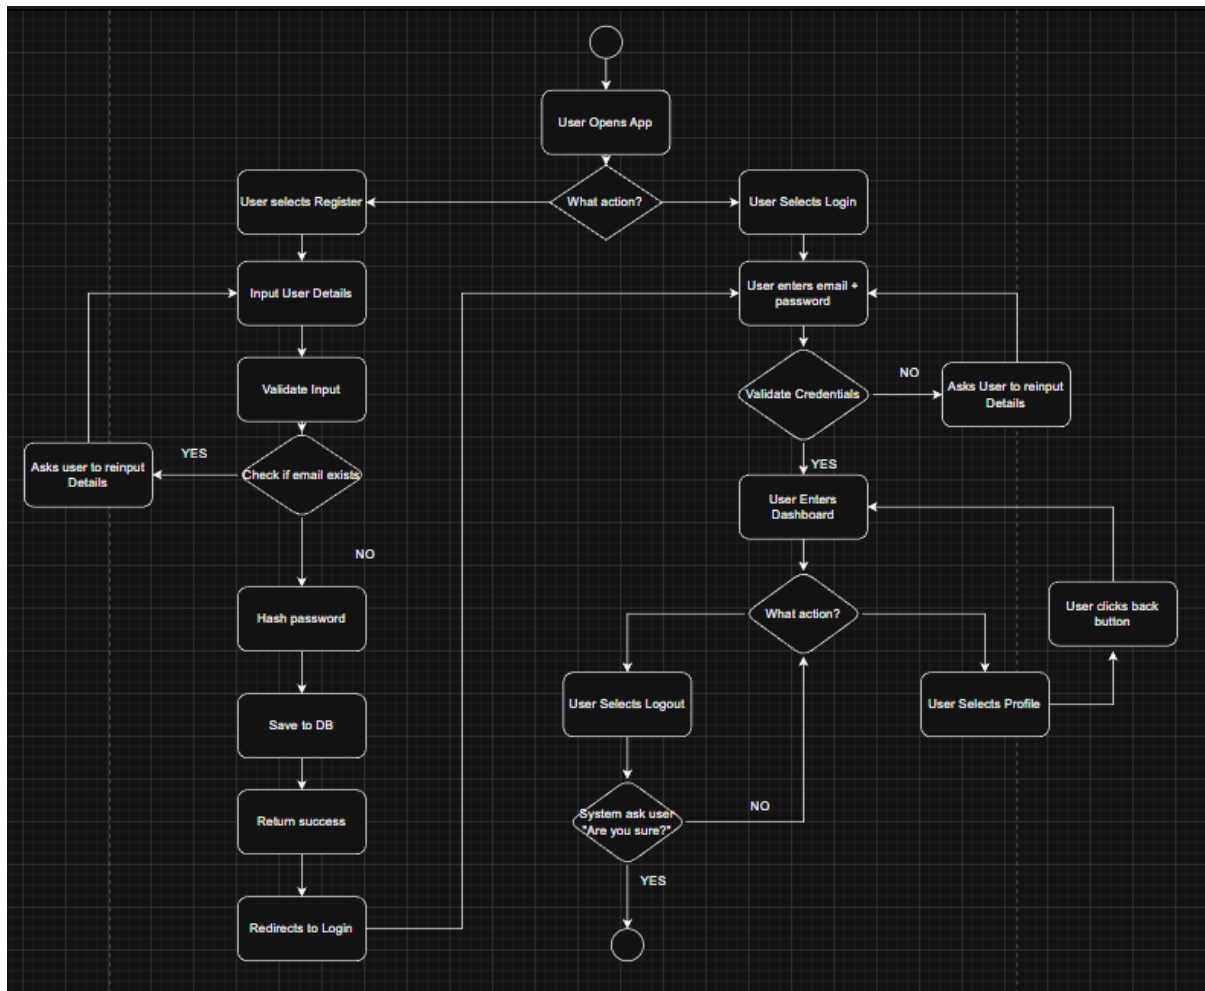 User Opens App
User selects Register
What action?
User Selects Login
Input User Details
User enters email +
password
Validate Input
Validate Credentials
NO
Asks User to reinput
Details
Asks user to reinput
Details
YES
Check if email exists
YES
User Enters
Dashboard
NO
Hash password
What action?
User clicks back
button
User Selects Logout
User Selects Profile
Save to DB
Return success
System ask user
"Are you sure?"
NO
YES
Redirects to Login